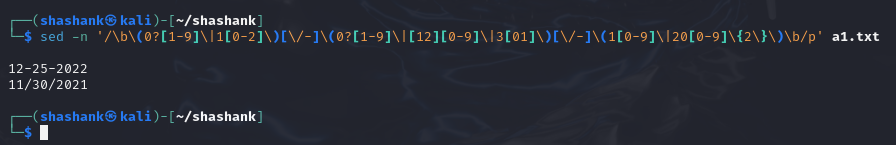 ┌──(shashank㉿kali)-[~/shashank]
└─$ sed -n '/\b\(0?[1-9]\|1[0-2]\)[\/-]\(0?[1-9]\|[12][0-9]\|3[01]\)[\/-]\(1[0-9]\|20[0-9]\{2\}\)\b/p' a1.txt
12-25-2022
11/30/2021
┌──(shashank㉿kali)-[~/shashank]
└─$